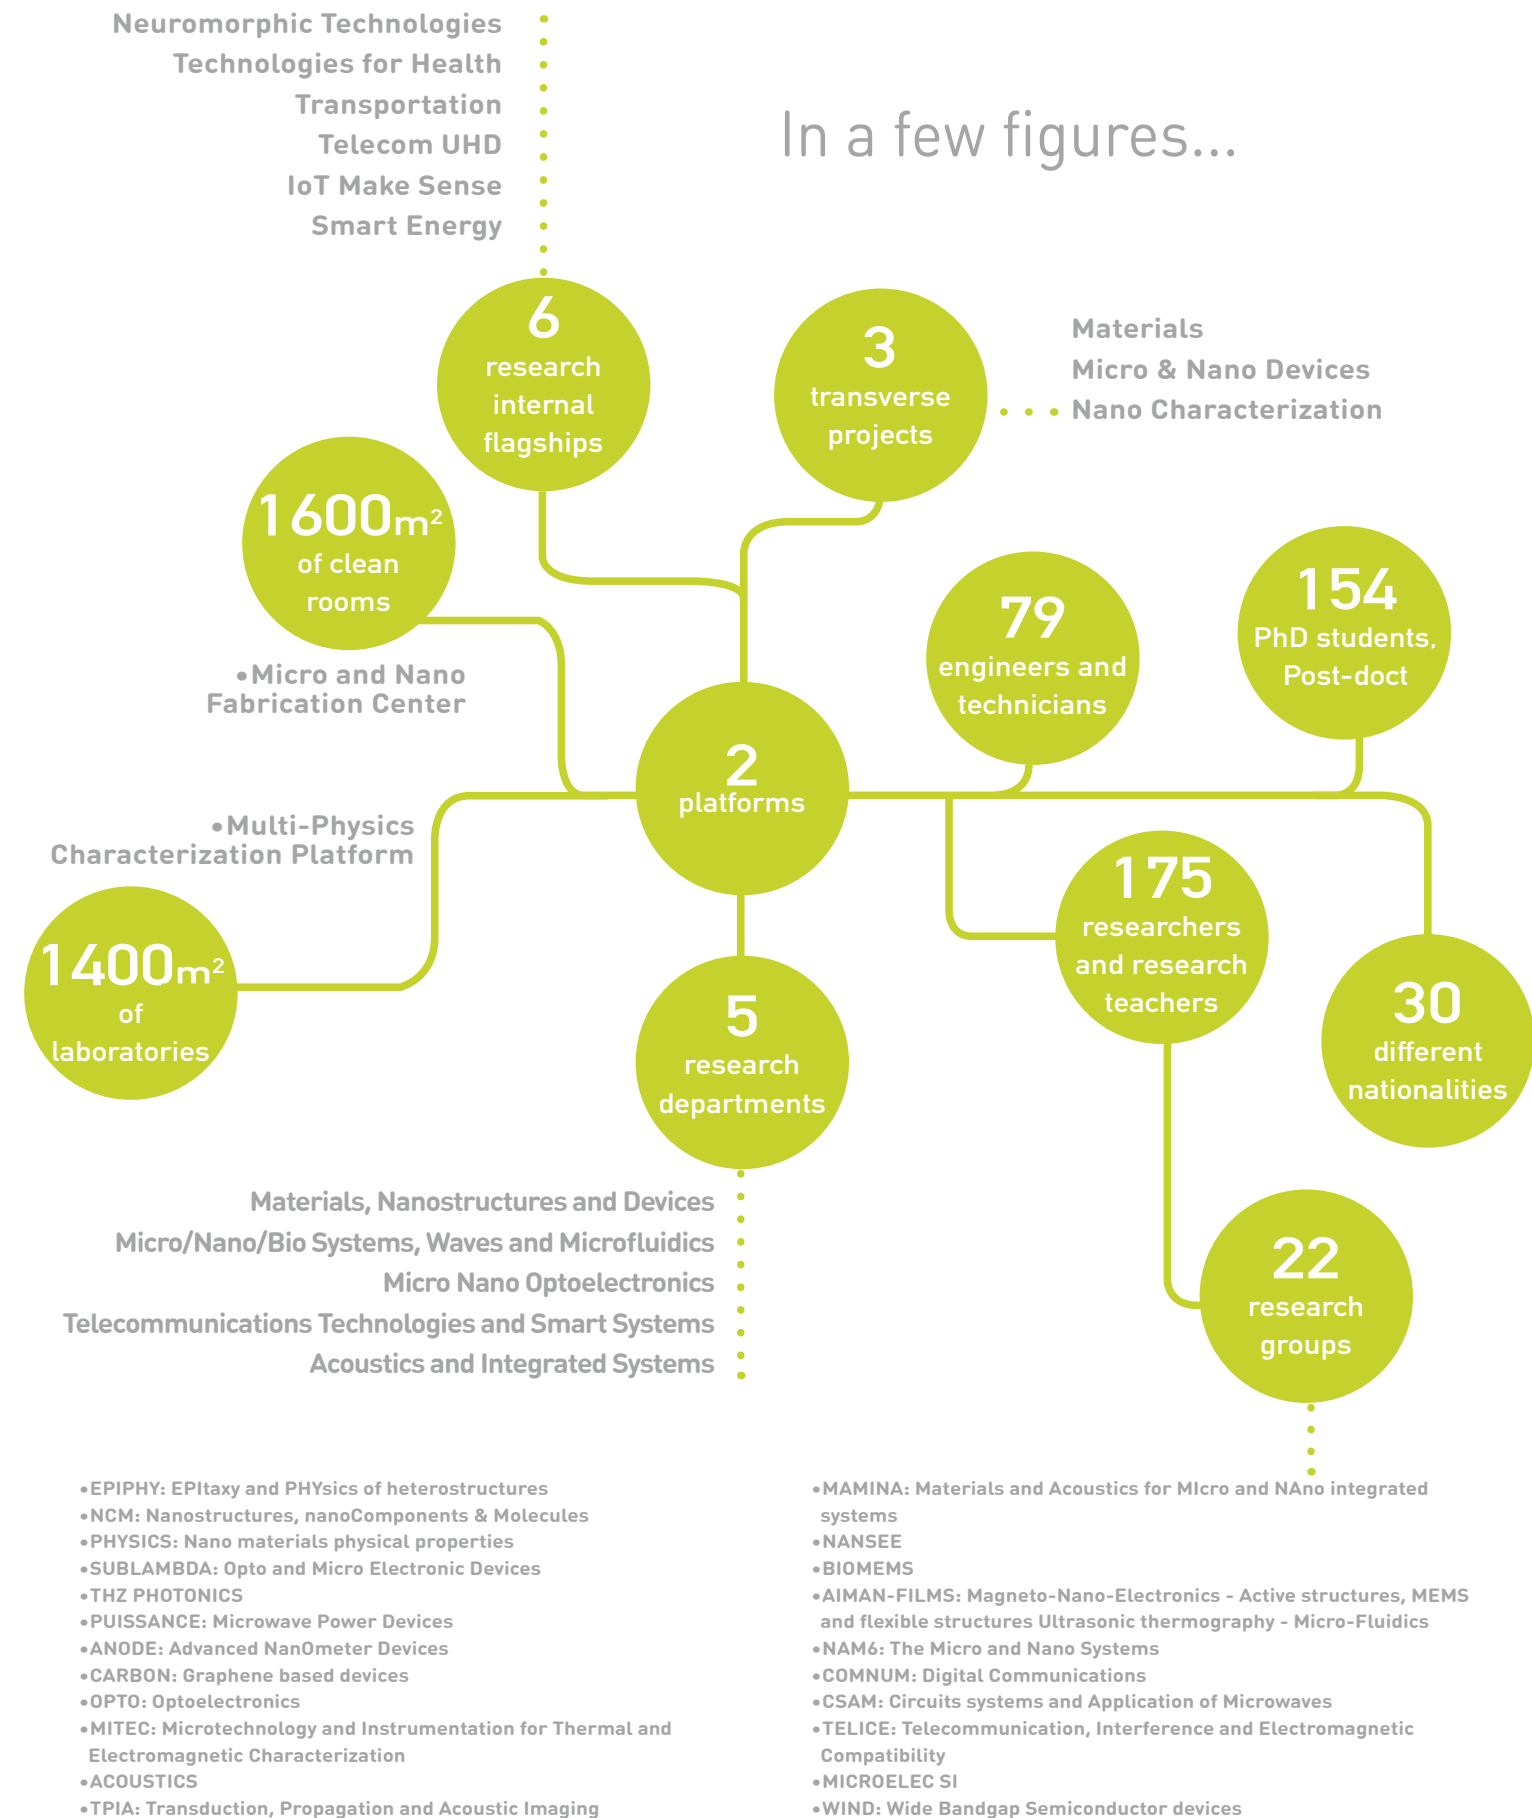 Neuromorphic Technologies
Technologies for Health
Transportation
Telecom UHD
IoT Make Sense
Smart Energy
In a few figures...
6
research
internal
flagships
3
transverse
projects
Materials
Micro & Nano Devices
Nano Characterization
1600m²
of clean
rooms
•Micro and Nano
Fabrication Center
79
engineers and
technicians
154
PhD students,
Post-doct
2
platforms
•Multi-Physics
Characterization Platform
1400m²
of
laboratories
175
researchers
and research
teachers
30
different
nationalities
5
research
departments
Materials, Nanostructures and Devices
Micro/Nano/Bio Systems, Waves and Microfluidics
Micro Nano Optoelectronics
Telecommunications Technologies and Smart Systems
Acoustics and Integrated Systems
22
research
groups
•EPIPHY: EPItaxy and PHYsics of heterostructures
•NCM: Nanostructures, nanoComponents & Molecules
•PHYSICS: Nano materials physical properties
•SUBLAMBDA: Opto and Micro Electronic Devices
•THZ PHOTONICS
•PUISSANCE: Microwave Power Devices
•ANODE: Advanced NanOmeter Devices
•CARBON: Graphene based devices
•OPTO: Optoelectronics
•MITEC: Microtechnology and Instrumentation for Thermal and
Electromagnetic Characterization
•ACOUSTICS
•TPIA: Transduction, Propagation and Acoustic Imaging
•MAMINA: Materials and Acoustics for MIcro and NAno integrated
systems
•NANSEE
•BIOMEMS
•AIMAN-FILMS: Magneto-Nano-Electronics - Active structures, MEMS
and flexible structures Ultrasonic thermography - Micro-Fluidics
•NAM6: The Micro and Nano Systems
•COMNUM: Digital Communications
•CSAM: Circuits systems and Application of Microwaves
•TELICE: Telecommunication, Interference and Electromagnetic
Compatibility
•MICROELEC SI
•WIND: Wide Bandgap Semiconductor devices